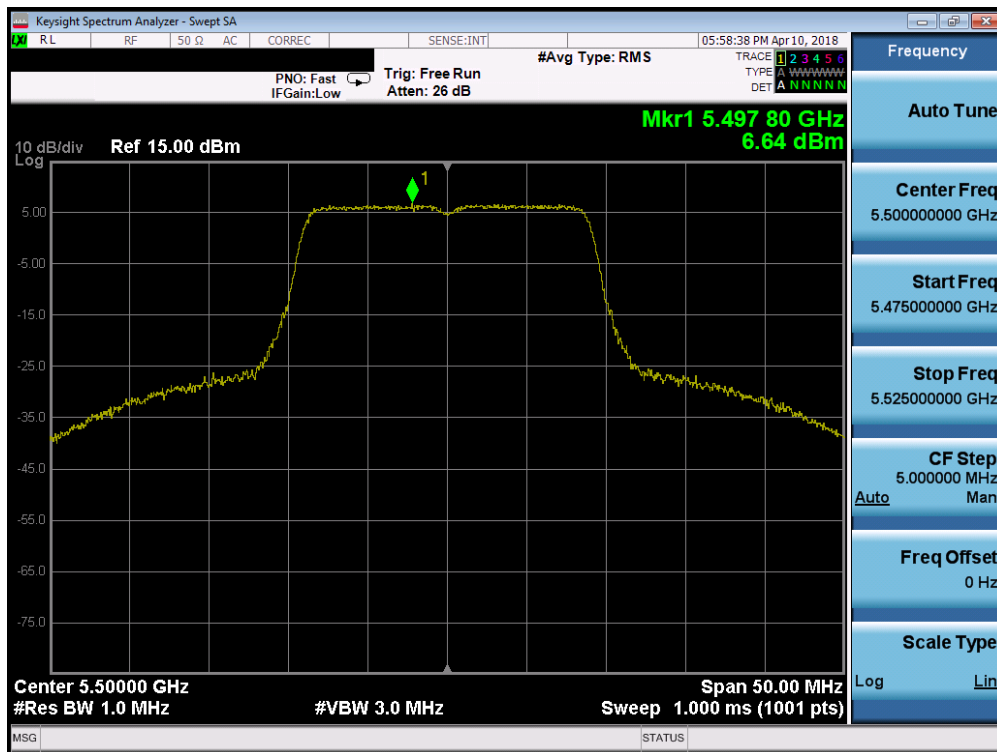 Keysight Spectrum Analyzer - Swept SA
LXI RL RF 50 Ω AC CORREC SENSE:INT 05:58:38 PM Apr 10, 2018
PNO: Fast
IFGain:Low
Trig: Free Run
Atten: 26 dB
#Avg Type: RMS
TRACE 1 2 3 4 5 6
TYPE A WWWWW
DET A N N N N N
Mkr1 5.497 80 GHz
6.64 dBm
10 dB/div
Log
Ref 15.00 dBm
1
5.00
-5.00
-15.0
-25.0
-35.0
-45.0
-55.0
-65.0
-75.0
Center 5.50000 GHz
Span 50.00 MHz
#Res BW 1.0 MHz
#VBW 3.0 MHz
Sweep 1.000 ms (1001 pts)
MSG
STATUS
Frequency
Auto Tune
Center Freq
5.500000000 GHz
Start Freq
5.475000000 GHz
Stop Freq
5.525000000 GHz
CF Step
5.000000 MHz
Auto Man
Freq Offset
0 Hz
Scale Type
Log Lin